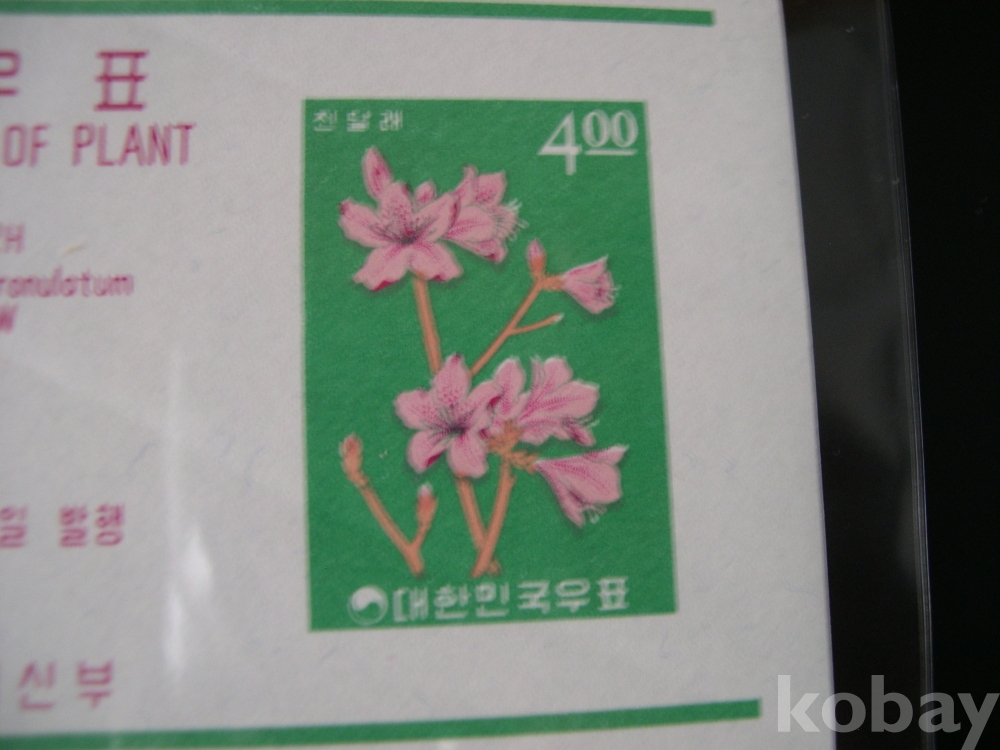 우 표
OF PLANT
진달래
4.00
ronulatum
일 발행
대한민국우표
신부
kobay